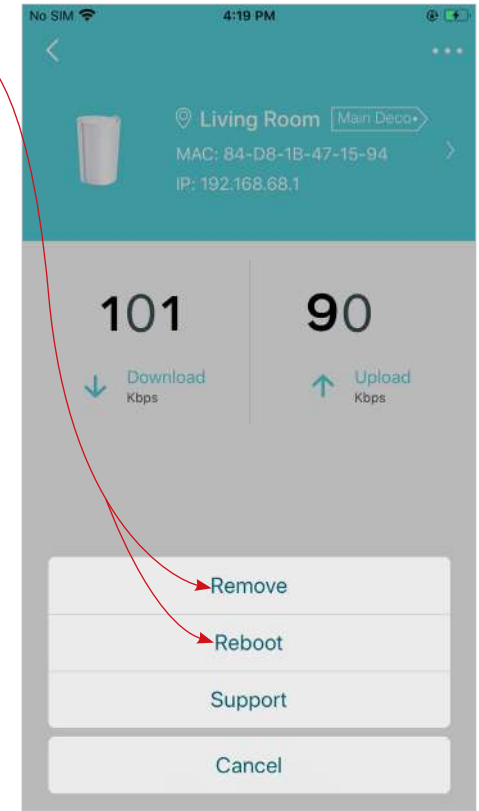 No SIM 4:19 PM
Living Room Main Deco
MAC: 84-D8-1B-47-15-94
IP: 192.168.68.1
101 90
Download Upload
Kbps Kbps
Remove
Reboot
Support
Cancel